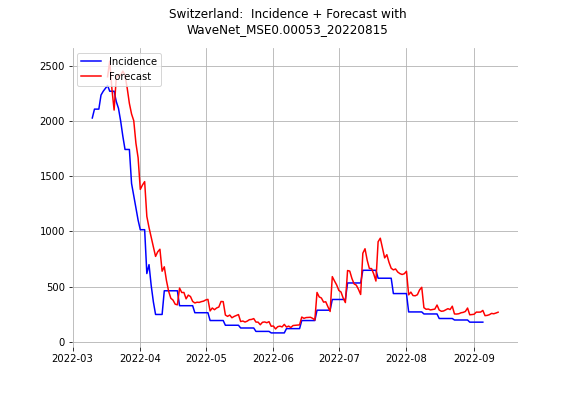 Switzerland:  Incidence + Forecast with
WaveNet_MSE0.00053_20220815
Incidence
Forecast
2500
2000
1500
1000
500
0
2022-03 2022-04 2022-05 2022-06 2022-07 2022-08 2022-09